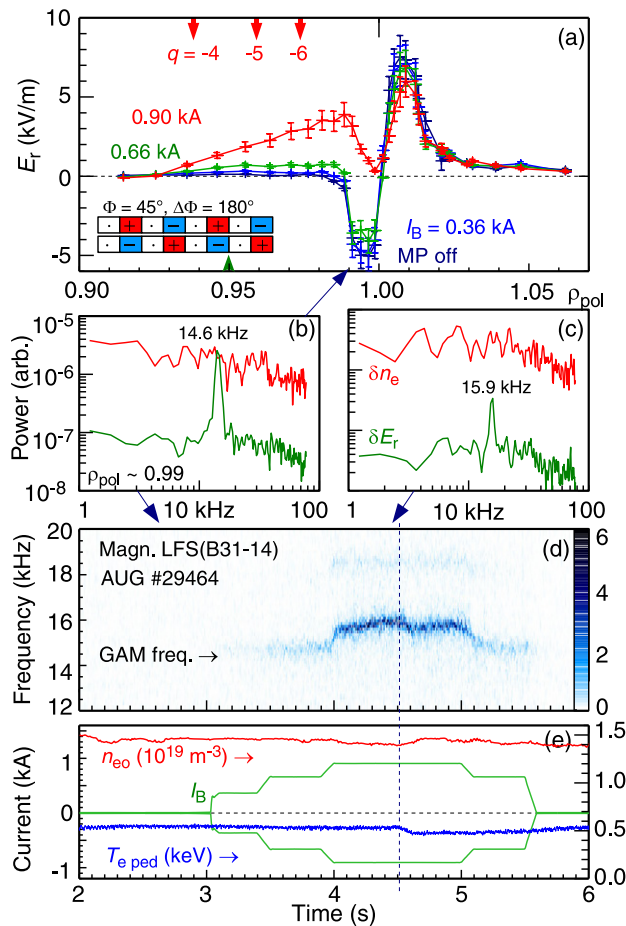 10
5
0
-5
E_r (kV/m)
q = -4
-5
-6
(a)
0.90 kA
0.66 kA
Φ = 45°, ΔΦ = 180°
· + · − · + · −
· − · + · − · +
I_B = 0.36 kA
MP off
0.90
0.95
1.00
1.05
ρ_pol
Power (arb.)
10^-5
10^-6
10^-7
10^-8
(b)
14.6 kHz
ρ_pol ~ 0.99
1
10 kHz
100
(c)
δn_e
15.9 kHz
δE_r
1
10 kHz
100
Frequency (kHz)
20
18
16
14
12
Magn. LFS(B31-14)
AUG #29464
GAM freq. →
(d)
6
4
2
0
Current (kA)
1
0
-1
n_eo (10^19 m^-3) →
(e)
I_B
T_e ped (keV) →
1.5
1.0
0.5
0.0
2
3
4
5
6
Time (s)